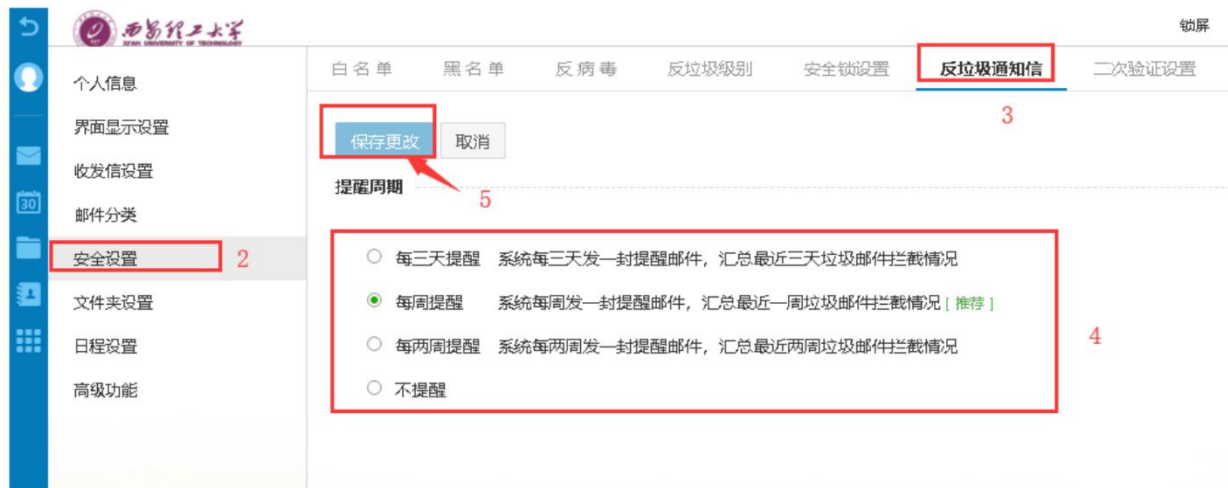 西安理工大学
XI'AN UNIVERSITY OF TECHNOLOGY
锁屏
白名单 黑名单 反病毒 反垃圾级别 安全锁设置 反垃圾通知信 二次验证设置
3
个人信息
界面显示设置
收发信设置
邮件分类
安全设置 2
文件夹设置
日程设置
高级功能
30
保存更改 取消
5
提醒周期
每三天提醒 系统每三天发一封提醒邮件，汇总最近三天垃圾邮件拦截情况
每周提醒 系统每周发一封提醒邮件，汇总最近一周垃圾邮件拦截情况 [ 推荐 ]
每两周提醒 系统每两周发一封提醒邮件，汇总最近两周垃圾邮件拦截情况
不提醒
4